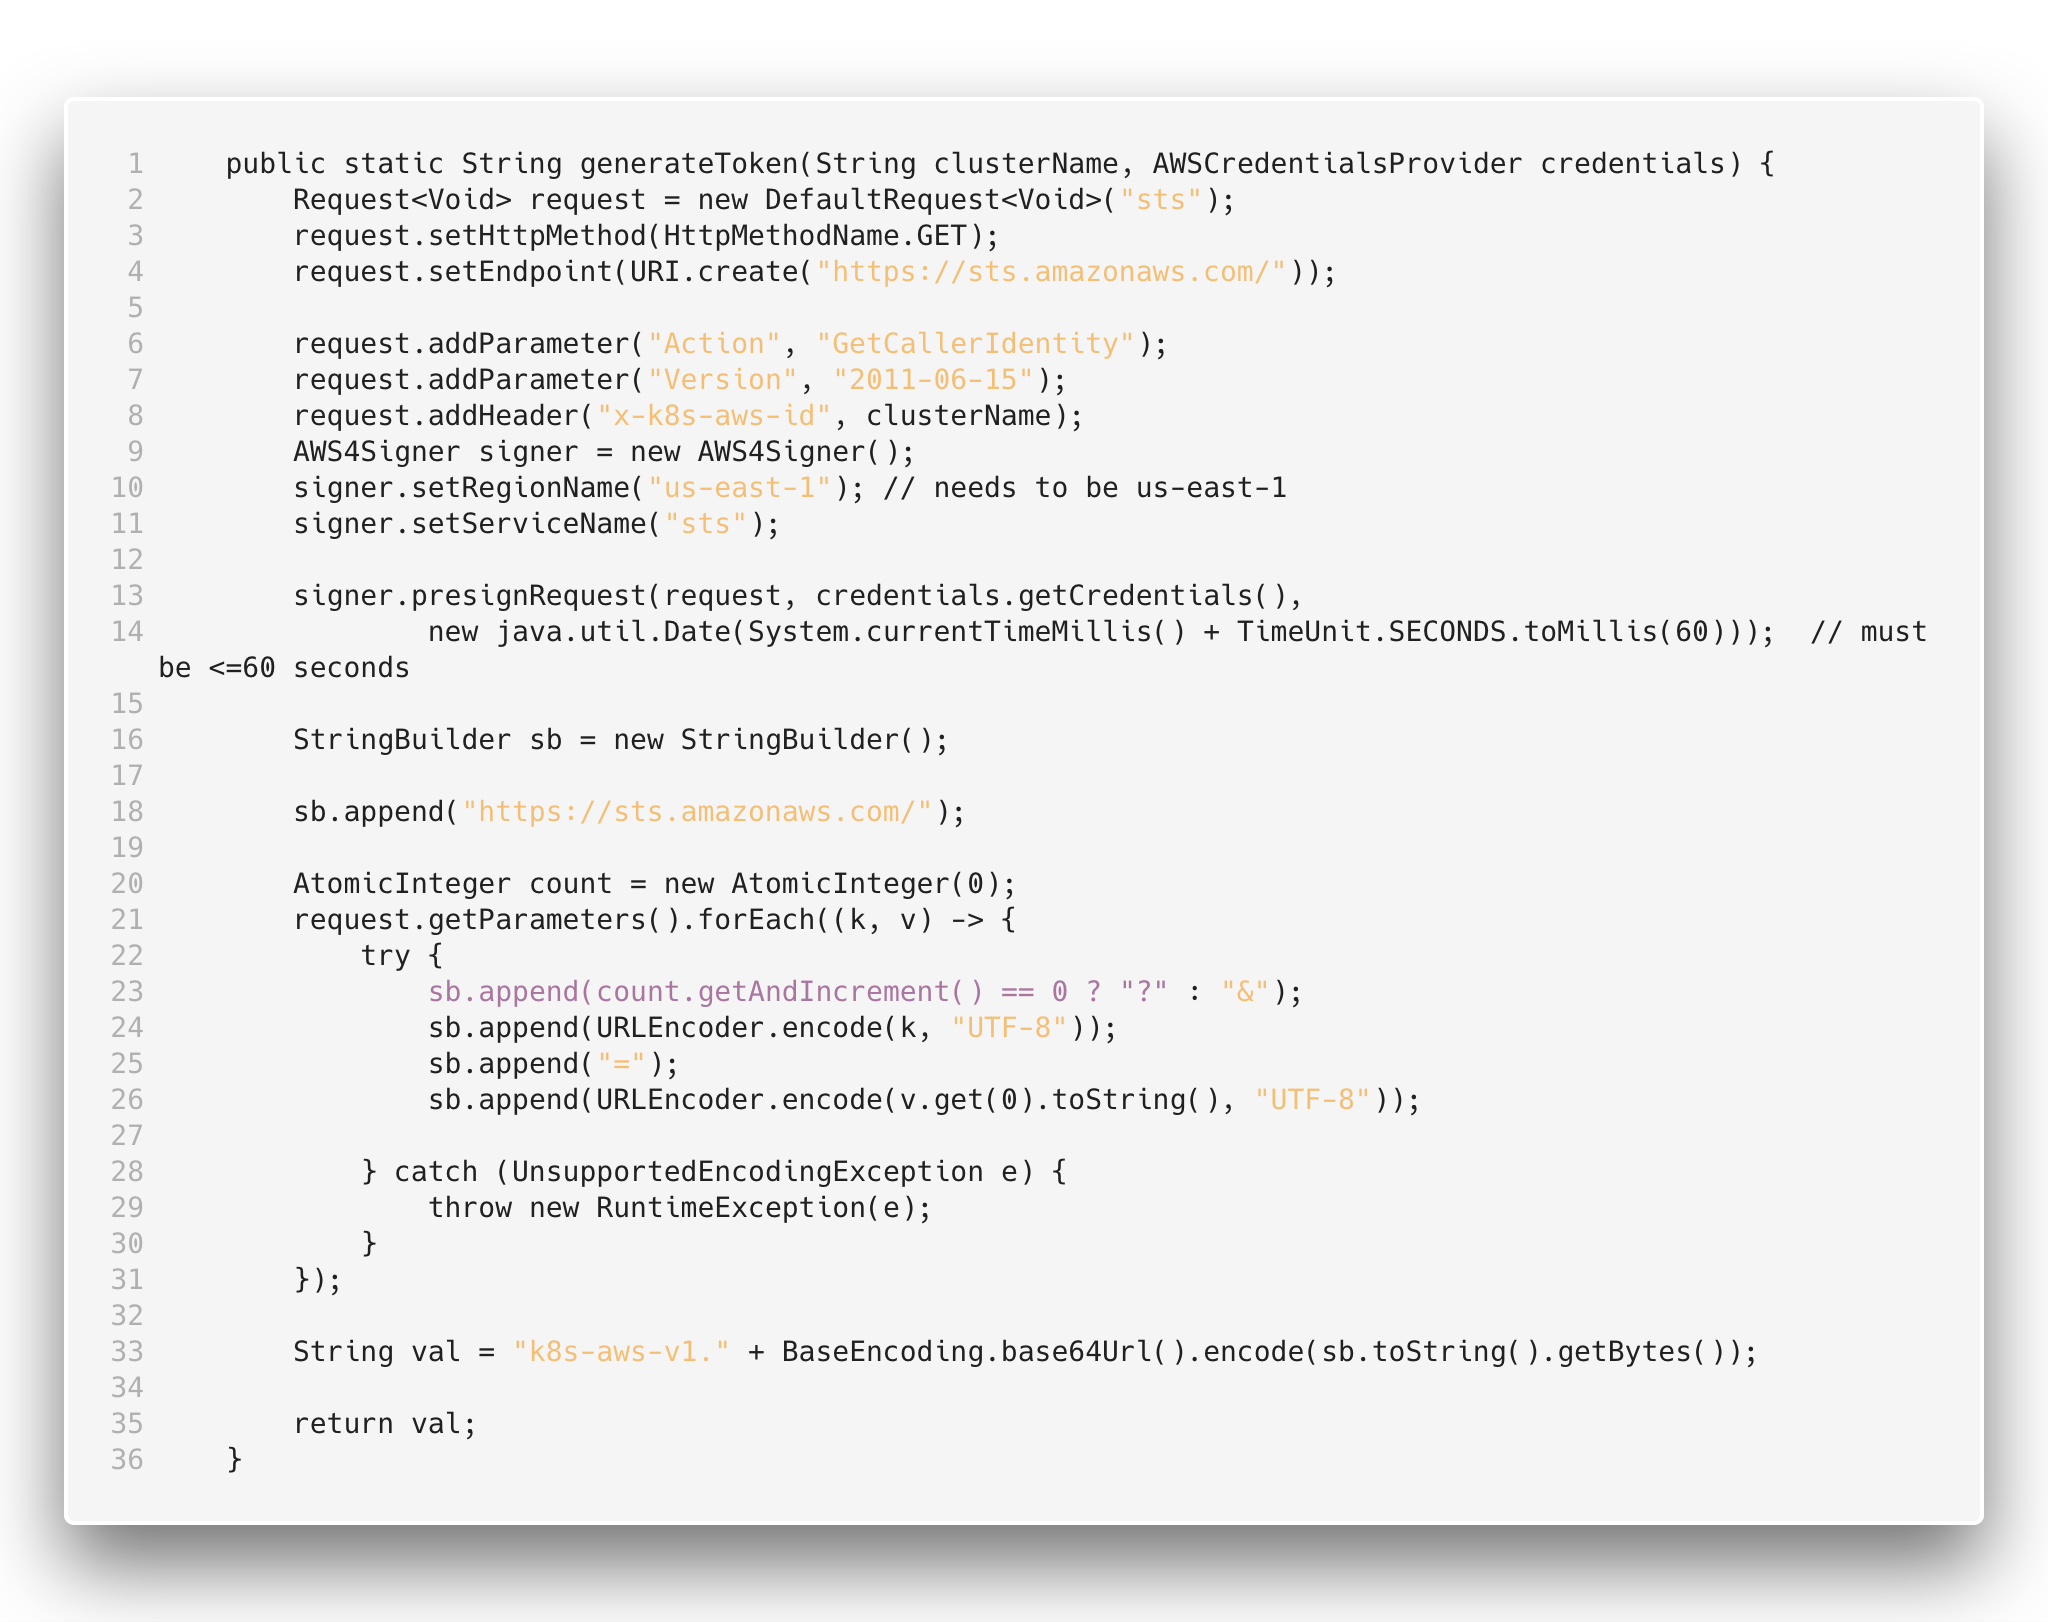 1 public static String generateToken(String clusterName, AWSCredentialsProvider credentials) {
2 Request<Void> request = new DefaultRequest<Void>("sts");
3 request.setHttpMethod(HttpMethodName.GET);
4 request.setEndpoint(URI.create("https://sts.amazonaws.com/"));
5
6 request.addParameter("Action", "GetCallerIdentity");
7 request.addParameter("Version", "2011-06-15");
8 request.addHeader("x-k8s-aws-id", clusterName);
9 AWS4Signer signer = new AWS4Signer();
10 signer.setRegionName("us-east-1"); // needs to be us-east-1
11 signer.setServiceName("sts");
12
13 signer.presignRequest(request, credentials.getCredentials(),
14 new java.util.Date(System.currentTimeMillis() + TimeUnit.SECONDS.toMillis(60))); // must
be <=60 seconds
15
16 StringBuilder sb = new StringBuilder();
17
18 sb.append("https://sts.amazonaws.com/");
19
20 AtomicInteger count = new AtomicInteger(0);
21 request.getParameters().forEach((k, v) -> {
22 try {
23 sb.append(count.getAndIncrement() == 0 ? "?" : "&");
24 sb.append(URLEncoder.encode(k, "UTF-8"));
25 sb.append("=");
26 sb.append(URLEncoder.encode(v.get(0).toString(), "UTF-8"));
27
28 } catch (UnsupportedEncodingException e) {
29 throw new RuntimeException(e);
30 }
31 });
32
33 String val = "k8s-aws-v1." + BaseEncoding.base64Url().encode(sb.toString().getBytes());
34
35 return val;
36 }